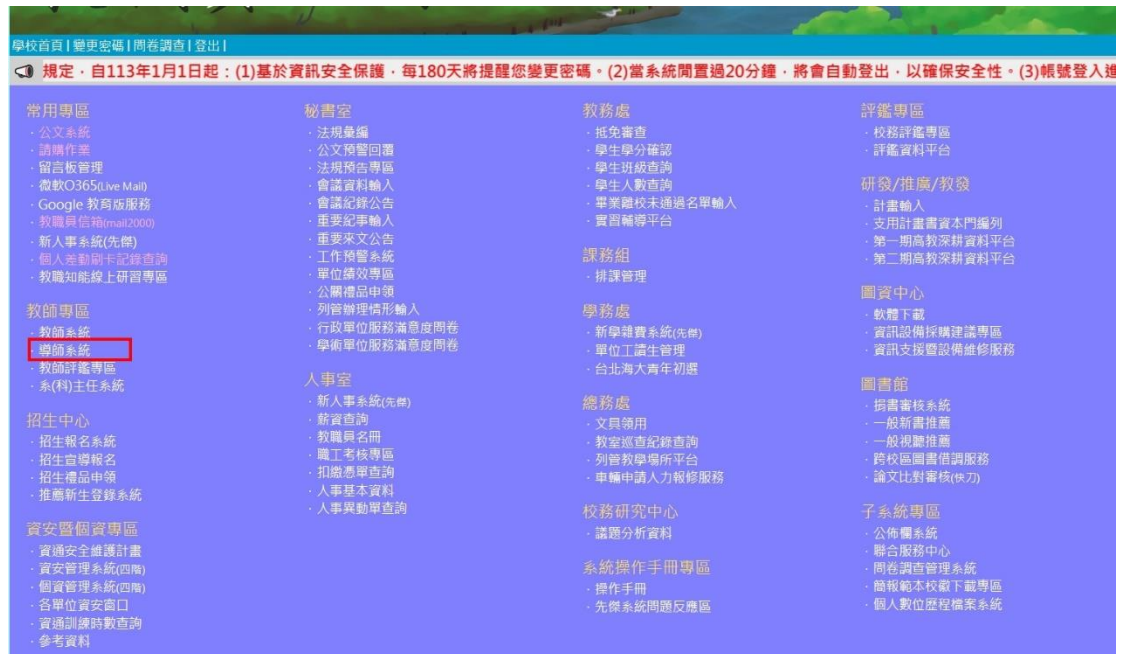 學校首頁 | 變更密碼 | 問卷調查 | 登出 |
規定，自113年1月1日起：(1)基於資訊安全保護，每180天將提醒您變更密碼。(2)當系統閒置過20分鐘，將會自動登出，以確保安全性。(3)帳號登入進
常用專區
· 公文系統
· 請購作業
· 留言板管理
· 微軟O365(Live Mail)
· Google 教育版服務
· 教職員信箱(mail2000)
· 新人事系統(先傑)
· 個人差勤刷卡記錄查詢
· 教職知能線上研習專區
教師專區
· 教師系統
· 導師系統
· 教師評鑑專區
· 系(科)主任系統
招生中心
· 招生報名系統
· 招生宣導報名
· 招生禮品申領
· 推薦新生登錄系統
資安暨個資專區
· 資通安全維護計畫
· 資安管理系統(四階)
· 個資管理系統(四階)
· 各單位資安窗口
· 資通訓練時數查詢
· 參考資料
秘書室
· 法規彙編
· 公文預警回覆
· 法規預告專區
· 會議資料輸入
· 會議紀錄公告
· 重要紀事輸入
· 重要來文公告
· 工作預警系統
· 單位績效專區
· 公關禮品申領
· 列管辦理情形輸入
· 行政單位服務滿意度問卷
· 學術單位服務滿意度問卷
人事室
· 新人事系統(先傑)
· 薪資查詢
· 教職員名冊
· 職工考核專區
· 扣繳憑單查詢
· 人事基本資料
· 人事異動單查詢
教務處
· 抵免審查
· 學生學分確認
· 學生班級查詢
· 學生人數查詢
· 畢業離校未通過名單輸入
· 實習輔導平台
課務組
· 排課管理
學務處
· 新學雜費系統(先傑)
· 單位工讀生管理
· 台北海大青年初選
總務處
· 文具領用
· 教室巡查紀錄查詢
· 列管教學場所平台
· 車輛申請人力報修服務
校務研究中心
· 議題分析資料
系統操作手冊專區
· 操作手冊
· 先傑系統問題反應區
評鑑專區
· 校務評鑑專區
· 評鑑資料平台
研發/推廣/教發
· 計畫輸入
· 支用計畫書資本門編列
· 第一期高教深耕資料平台
· 第二期高教深耕資料平台
圖資中心
· 軟體下載
· 資訊設備採購建議專區
· 資訊支援暨設備維修服務
圖書館
· 捐書審核系統
· 一般新書推薦
· 一般視聽推薦
· 跨校區圖書借調服務
· 論文比對審核(快刀)
子系統專區
· 公佈欄系統
· 聯合服務中心
· 問卷調查管理系統
· 簡報範本校徽下載專區
· 個人數位歷程檔案系統